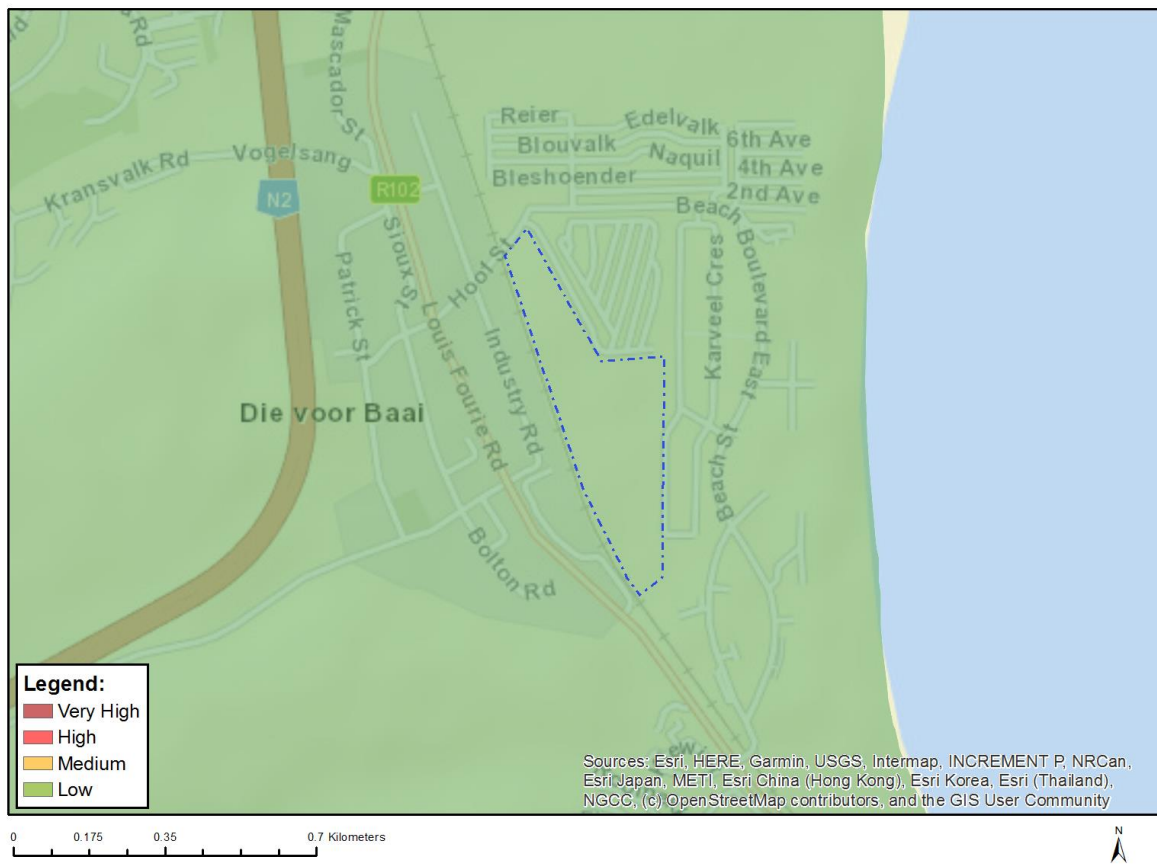 Mascador St
Reier
Edelvalk
6th Ave
Blouvalk
Naquil
4th Ave
Vogelsang
Kransvalk Rd
Bleshoender
2nd Ave
R102
N2
Beach Boulevard East
Sioux St
Hoof St
Patrick St
Karveel Cres
Louis Fourie Rd
Industry Rd
Die voor Baai
Beach St
Bolton Rd
Legend:
Very High
High
Medium
Low
Sources: Esri, HERE, Garmin, USGS, Intermap, INCREMENT P, NRCan,
Esri Japan, METI, Esri China (Hong Kong), Esri Korea, Esri (Thailand),
NGCC, (c) OpenStreetMap contributors, and the GIS User Community
0 0.175 0.35 0.7 Kilometers
N